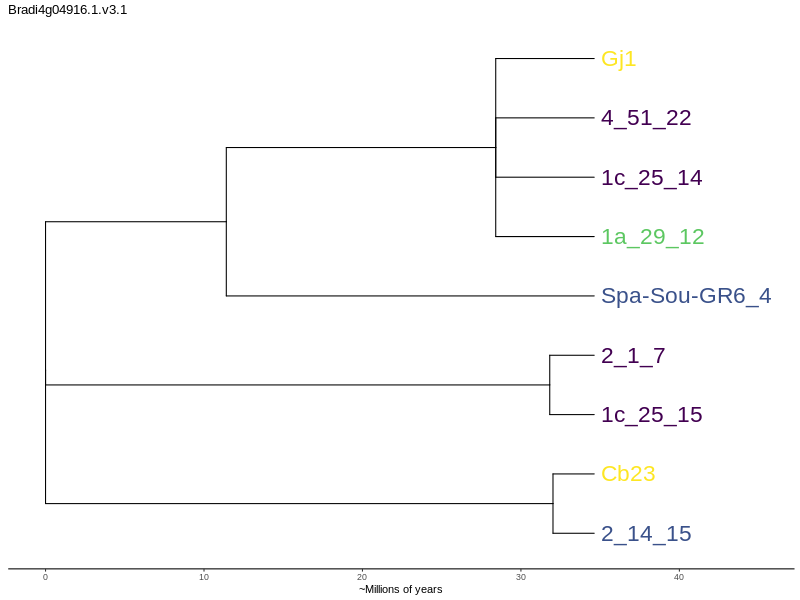 Bradi4g04916.1.v3.1
Gj1
4_51_22
1c_25_14
1a_29_12
Spa-Sou-GR6_4
2_1_7
1c_25_15
Cb23
2_14_15
0 10 20 30 40
~Millions of years